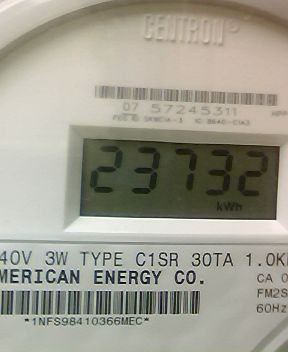 CENTRON®
07 57245311
23732
kWh
40V 3W TYPE C1SR 30TA 1.0K
MERICAN ENERGY CO.
CA 0
FM2S
60Hz
*1NFS98410366MEC*